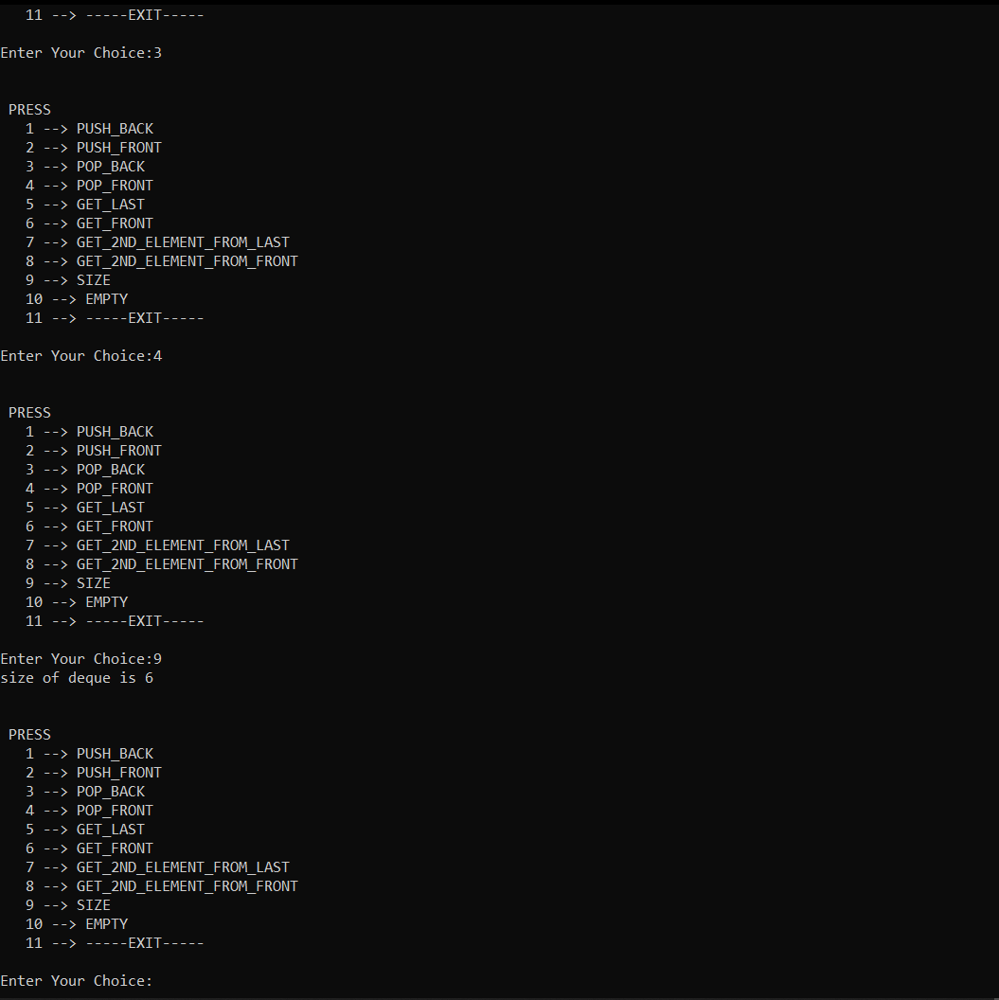 11 --> -----EXIT-----
Enter Your Choice:3
PRESS
1 --> PUSH_BACK
2 --> PUSH_FRONT
3 --> POP_BACK
4 --> POP_FRONT
5 --> GET_LAST
6 --> GET_FRONT
7 --> GET_2ND_ELEMENT_FROM_LAST
8 --> GET_2ND_ELEMENT_FROM_FRONT
9 --> SIZE
10 --> EMPTY
11 --> -----EXIT-----
Enter Your Choice:4
PRESS
1 --> PUSH_BACK
2 --> PUSH_FRONT
3 --> POP_BACK
4 --> POP_FRONT
5 --> GET_LAST
6 --> GET_FRONT
7 --> GET_2ND_ELEMENT_FROM_LAST
8 --> GET_2ND_ELEMENT_FROM_FRONT
9 --> SIZE
10 --> EMPTY
11 --> -----EXIT-----
Enter Your Choice:9
size of deque is 6
PRESS
1 --> PUSH_BACK
2 --> PUSH_FRONT
3 --> POP_BACK
4 --> POP_FRONT
5 --> GET_LAST
6 --> GET_FRONT
7 --> GET_2ND_ELEMENT_FROM_LAST
8 --> GET_2ND_ELEMENT_FROM_FRONT
9 --> SIZE
10 --> EMPTY
11 --> -----EXIT-----
Enter Your Choice: